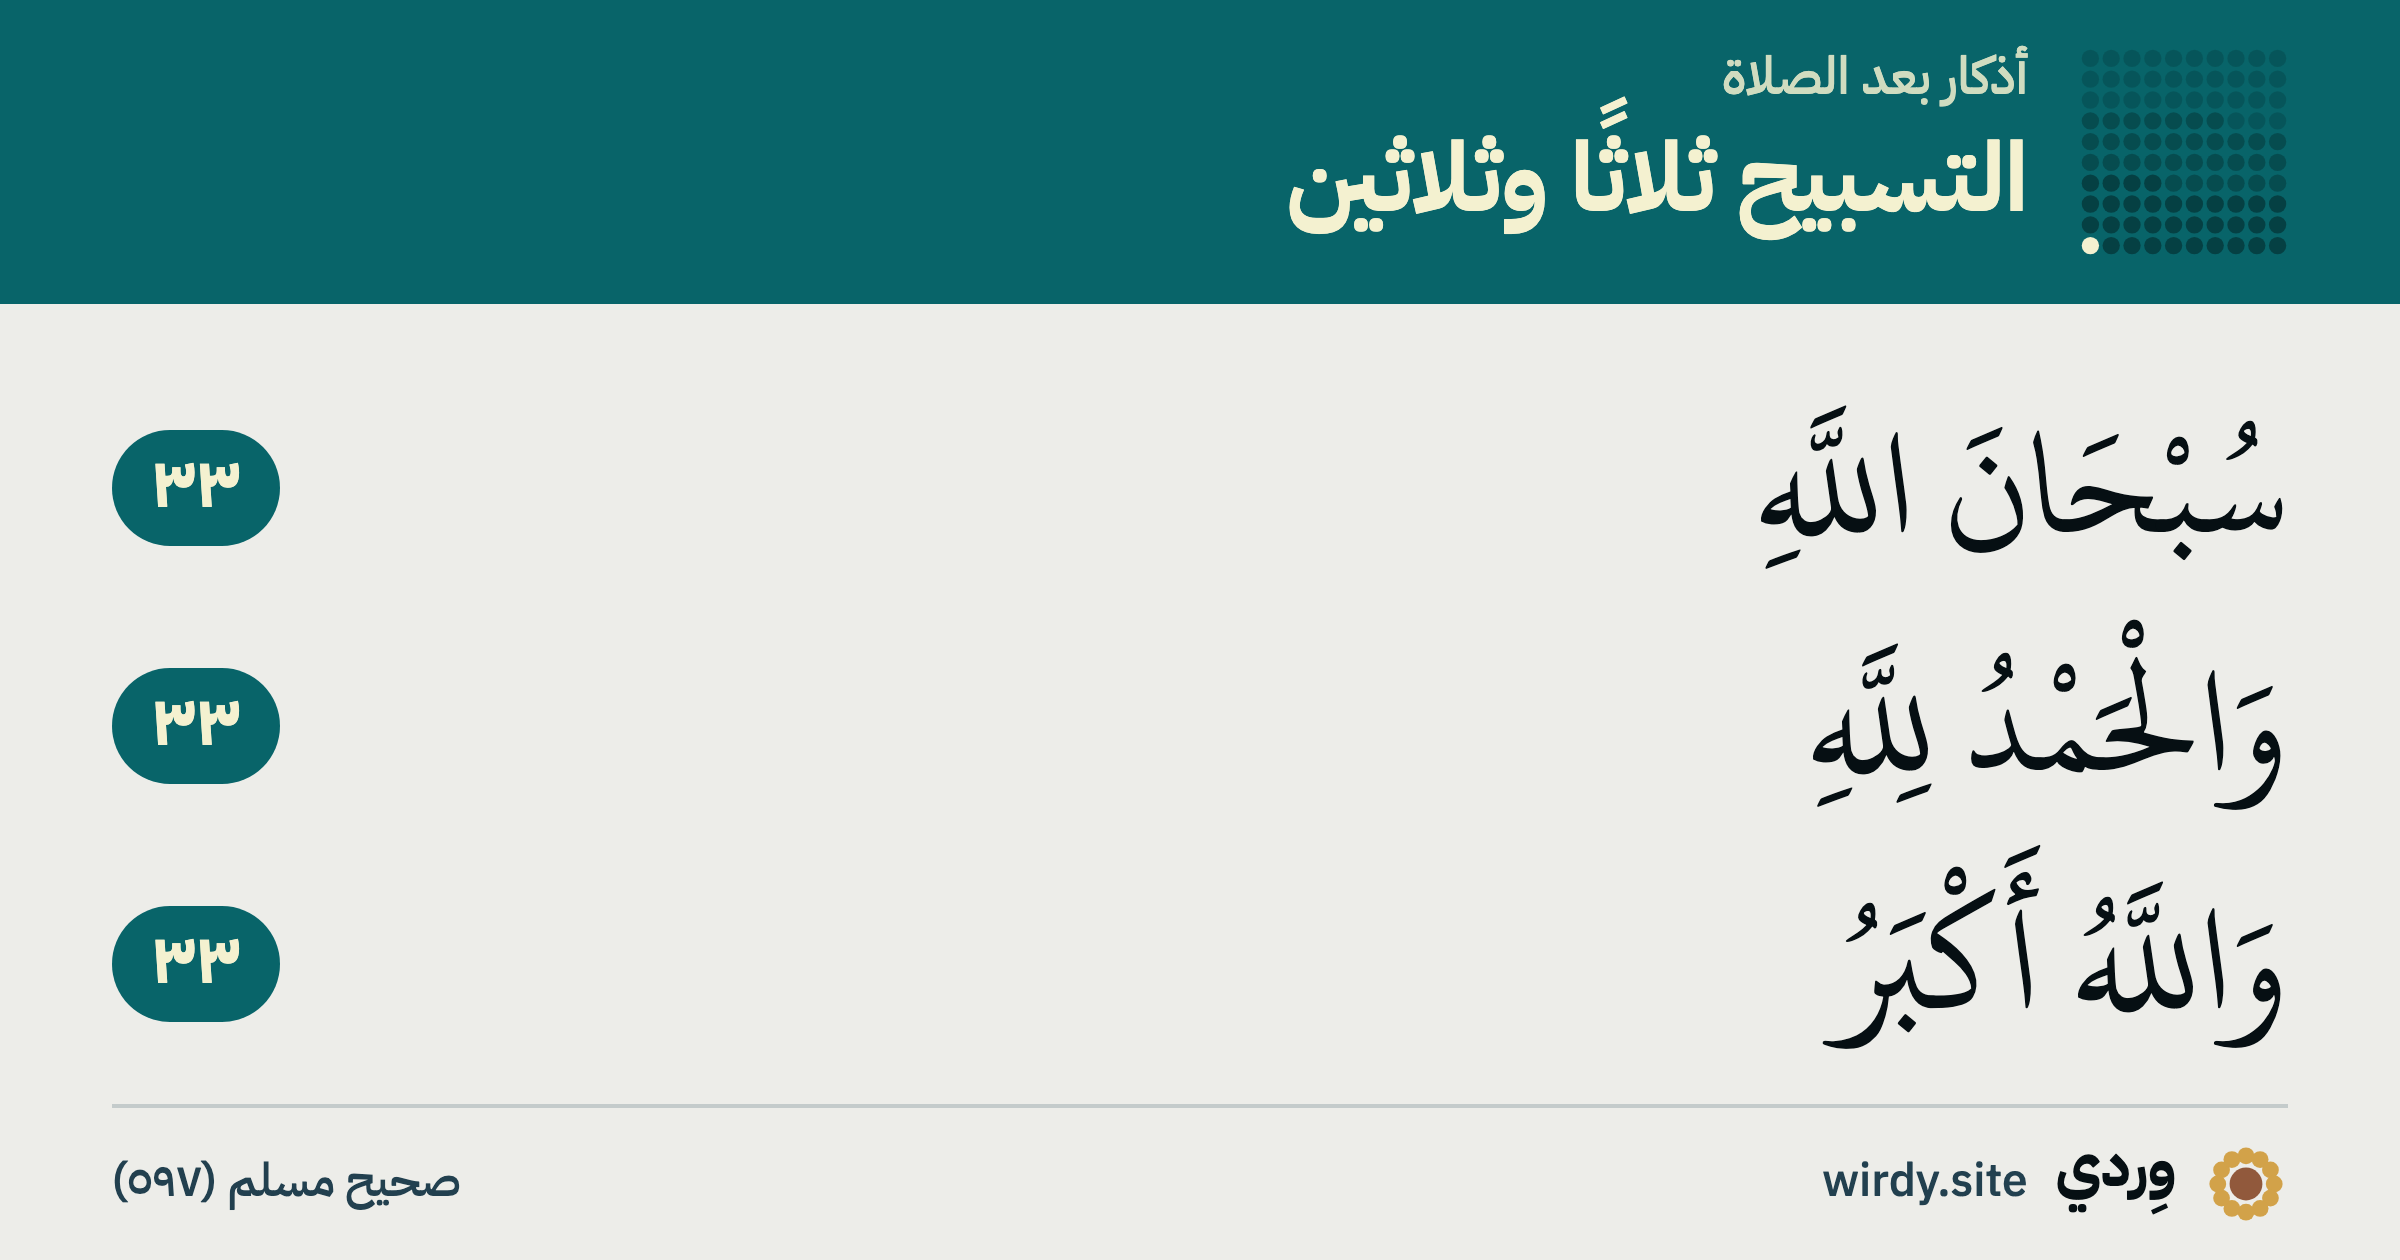 أذكار بعد الصلاة
التسبيح ثلاثًا وثلاثين
سُبْحَانَ اللَّهِ ٣٣
وَالْحَمْدُ لِلَّهِ ٣٣
وَاللَّهُ أَكْبَرُ ٣٣
وِردي wirdy.site صحيح مسلم (٥٩٧)